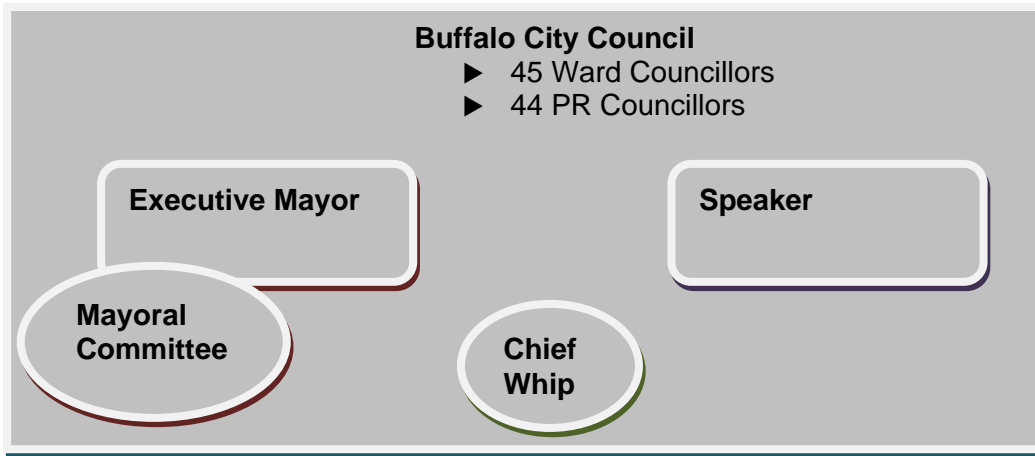 Buffalo City Council
► 45 Ward Councillors
► 44 PR Councillors
Executive Mayor
Speaker
Mayoral
Committee
Chief
Whip